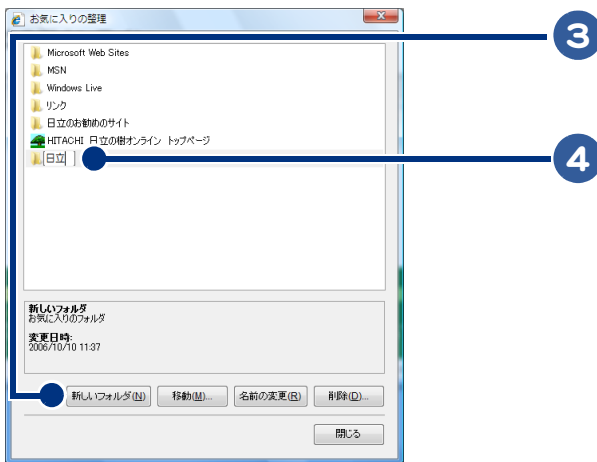 お気に入りの整理
3
Microsoft Web Sites
MSN
Windows Live
リンク
日立のお勧めのサイト
HITACHI 日立の樹オンライン トップページ
日立
4
新しいフォルダ
お気に入りのフォルダ
変更日時:
2006/10/10 11:37
新しいフォルダ(N) 移動(M)... 名前の変更(R) 削除(D)...
閉じる